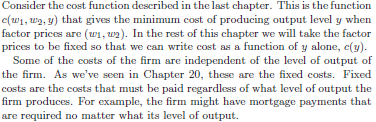 Consider the cost function described in the last chapter. This is the function
c(w₁, w₂, y) that gives the minimum cost of producing output level y when
factor prices are (w₁, w₂). In the rest of this chapter we will take the factor
prices to be fixed so that we can write cost as a function of y alone, c(y).
Some of the costs of the firm are independent of the level of output of
the firm. As we've seen in Chapter 20, these are the fixed costs. Fixed
costs are the costs that must be paid regardless of what level of output the
firm produces. For example, the firm might have mortgage payments that
are required no matter what its level of output.